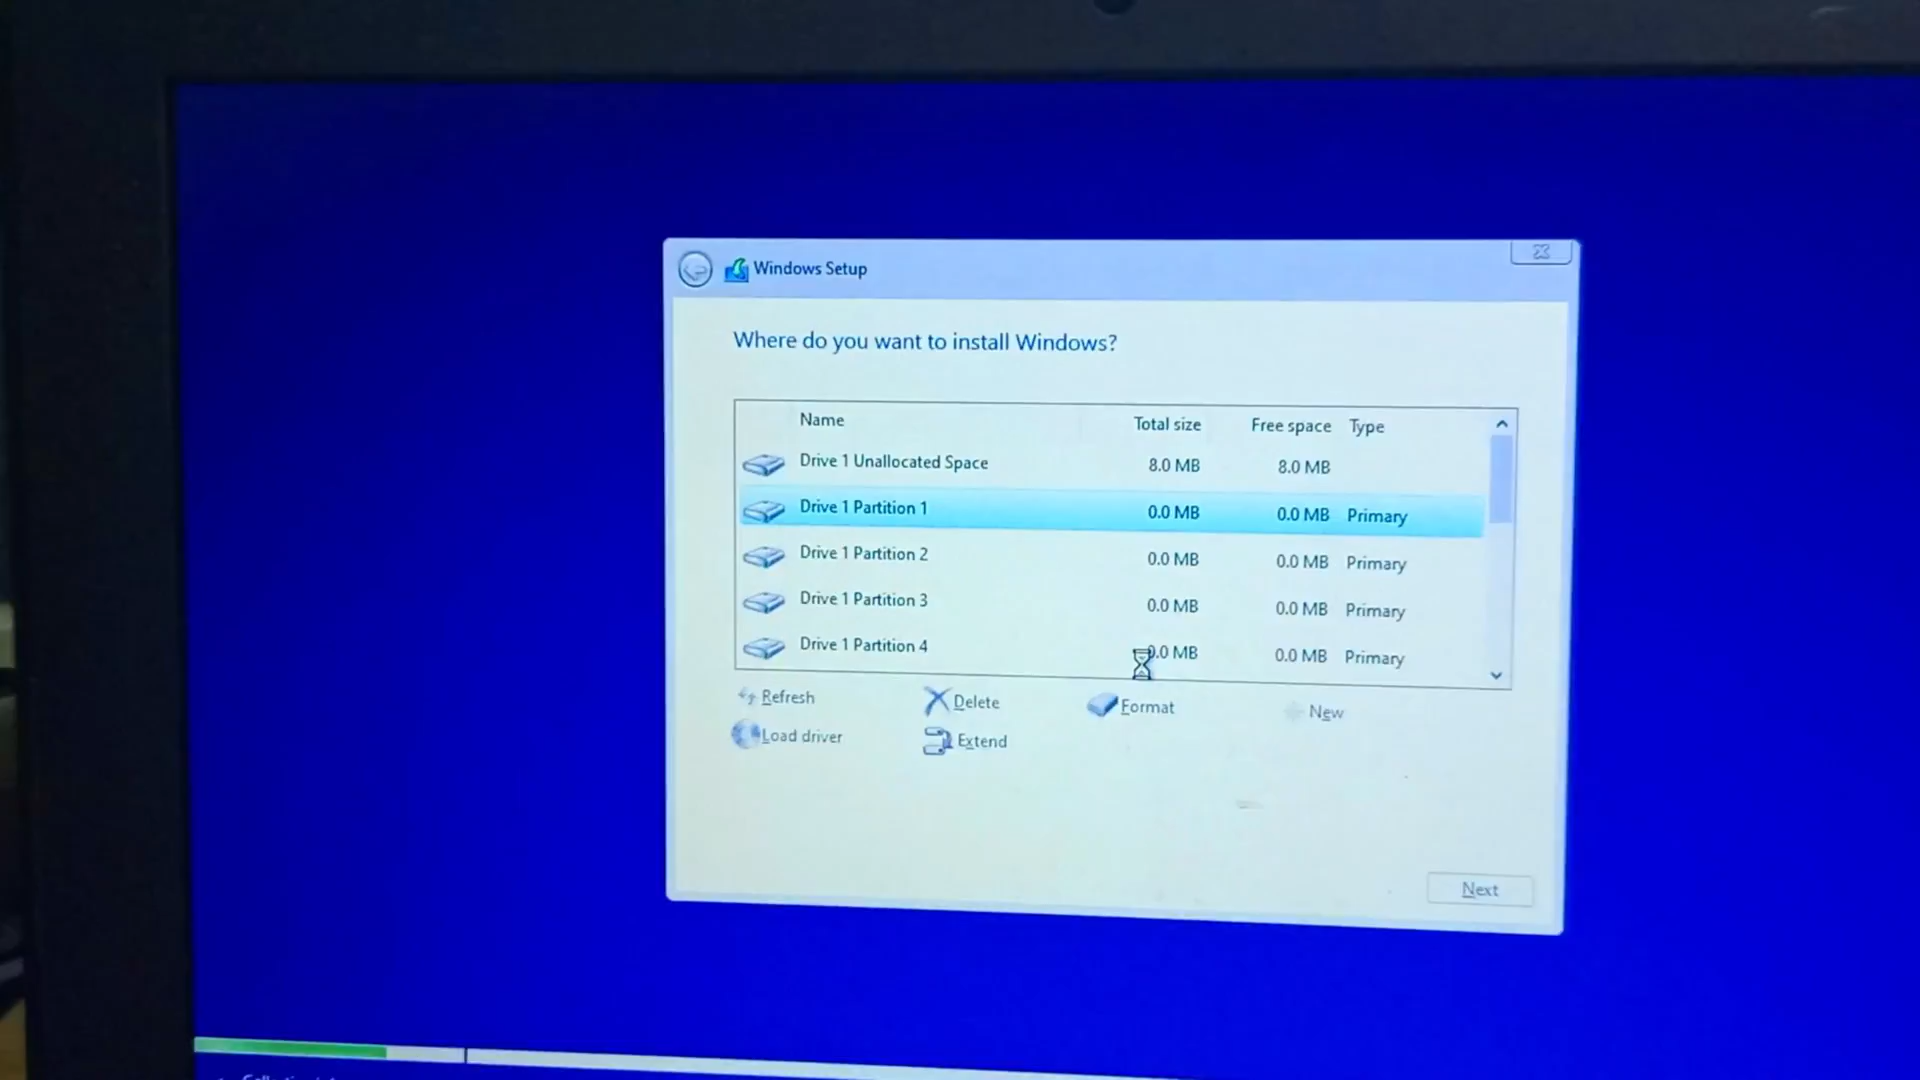 Windows Setup
Where do you want to install Windows?
Name Total size Free space Type
Drive 1 Unallocated Space 8.0 MB 8.0 MB
Drive 1 Partition 1 0.0 MB 0.0 MB Primary
Drive 1 Partition 2 0.0 MB 0.0 MB Primary
Drive 1 Partition 3 0.0 MB 0.0 MB Primary
Drive 1 Partition 4 0.0 MB 0.0 MB Primary
Refresh Delete Format New
Load driver Extend
Next